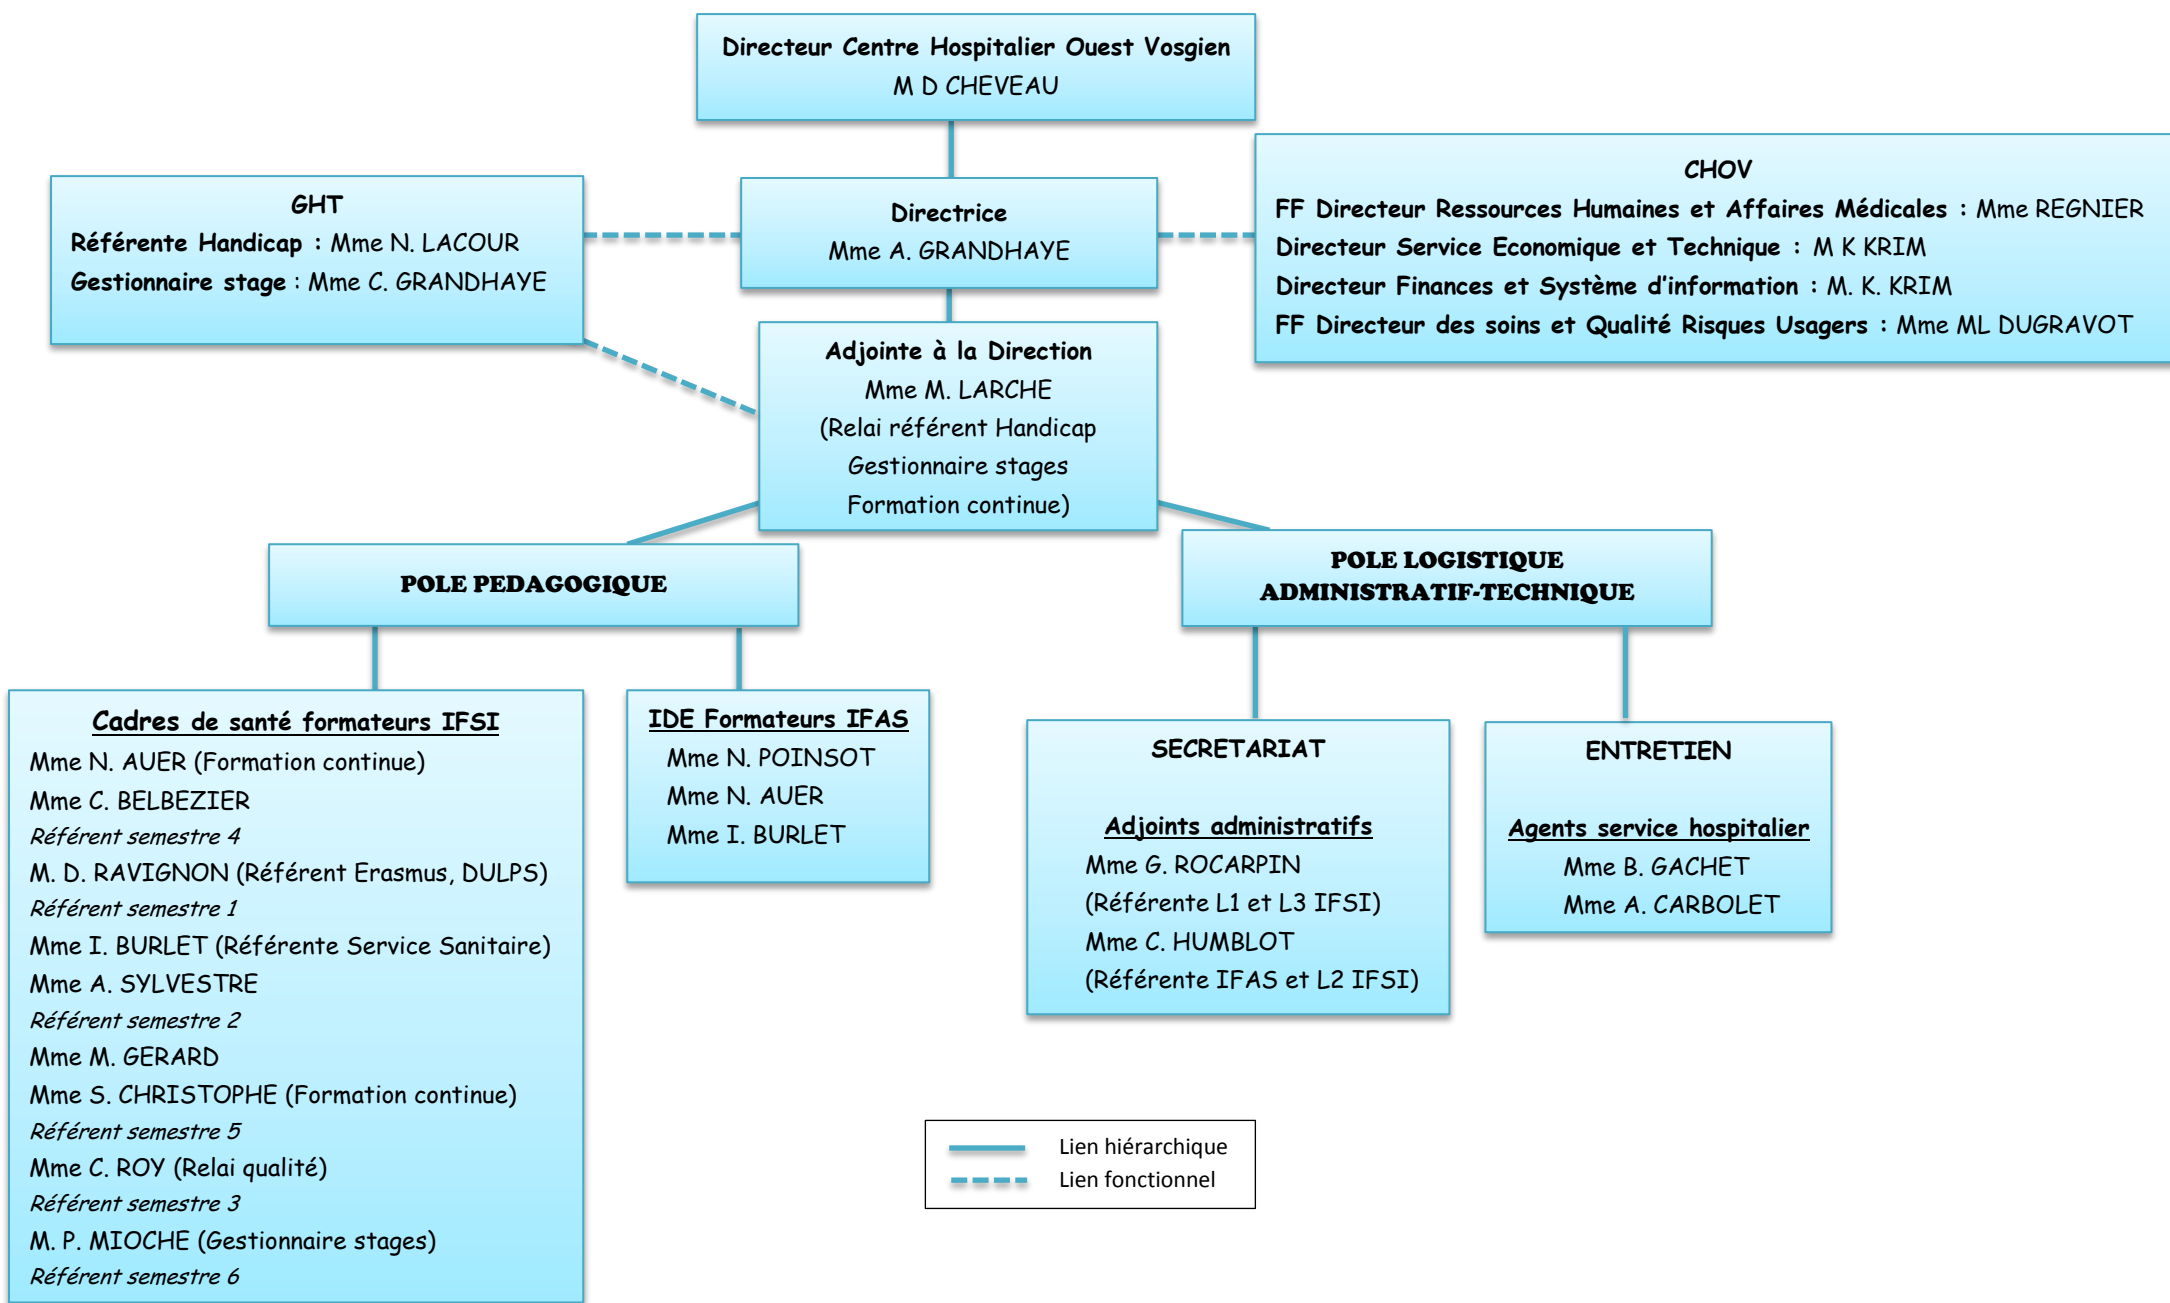 Directeur Centre Hospitalier Ouest Vosgien
M D CHEVEAU
GHT
Référente Handicap : Mme N. LACOUR
Gestionnaire stage : Mme C. GRANDHAYE
Directrice
Mme A. GRANDHAYE
CHOV
FF Directeur Ressources Humaines et Affaires Médicales : Mme REGNIER
Directeur Service Economique et Technique : M K KRIM
Directeur Finances et Système d'information : M. K. KRIM
FF Directeur des soins et Qualité Risques Usagers : Mme ML DUGRAVOT
Adjointe à la Direction
Mme M. LARCHE
(Relai référent Handicap
Gestionnaire stages
Formation continue)
POLE PEDAGOGIQUE
POLE LOGISTIQUE
ADMINISTRATIF-TECHNIQUE
Cadres de santé formateurs IFSI
Mme N. AUER (Formation continue)
Mme C. BELBEZIER
Référent semestre 4
M. D. RAVIGNON (Référent Erasmus, DULPS)
Référent semestre 1
Mme I. BURLET (Référente Service Sanitaire)
Mme A. SYLVESTRE
Référent semestre 2
Mme M. GERARD
Mme S. CHRISTOPHE (Formation continue)
Référent semestre 5
Mme C. ROY (Relai qualité)
Référent semestre 3
M. P. MIOCHE (Gestionnaire stages)
Référent semestre 6
IDE Formateurs IFAS
Mme N. POINSOT
Mme N. AUER
Mme I. BURLET
SECRETARIAT
Adjoints administratifs
Mme G. ROCARPIN
(Référente L1 et L3 IFSI)
Mme C. HUMBLOT
(Référente IFAS et L2 IFSI)
ENTRETIEN
Agents service hospitalier
Mme B. GACHET
Mme A. CARBOLET
Lien hiérarchique
Lien fonctionnel